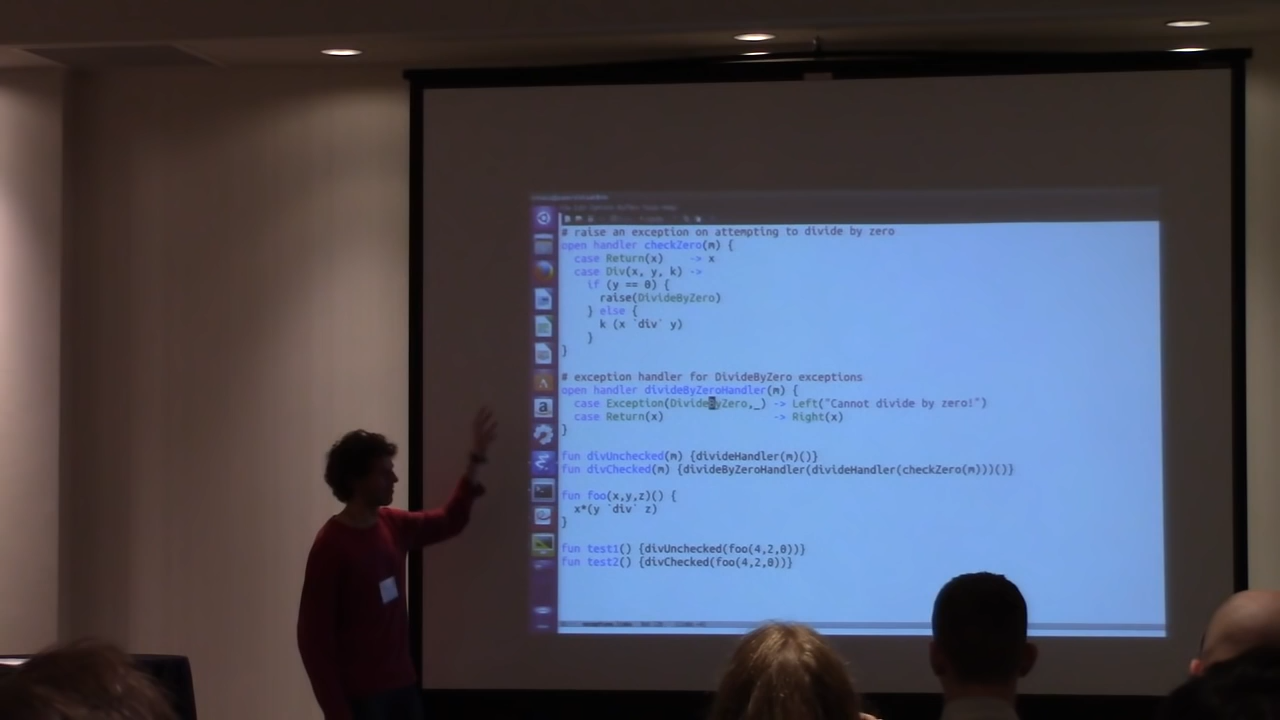 # raise an exception on attempting to divide by zero
open handler checkZero(m) {
  case Return(x)    -> x
  case Div(x, y, k) ->
    if (y == 0) {
      raise(DivideByZero)
    } else {
      k (x `div` y)
    }
}
# exception handler for DivideByZero exceptions
open handler divideByZeroHandler(m) {
  case Exception(DivideByZero,_) -> Left("Cannot divide by zero!")
  case Return(x)                 -> Right(x)
}
fun divUnchecked(m) {divideHandler(m)()}
fun divChecked(m) {divideByZeroHandler(divideHandler(checkZero(m)))()}
fun foo(x,y,z)() {
  x*(y `div` z)
}
fun test1() {divUnchecked(foo(4,2,0))}
fun test2() {divChecked(foo(4,2,0))}